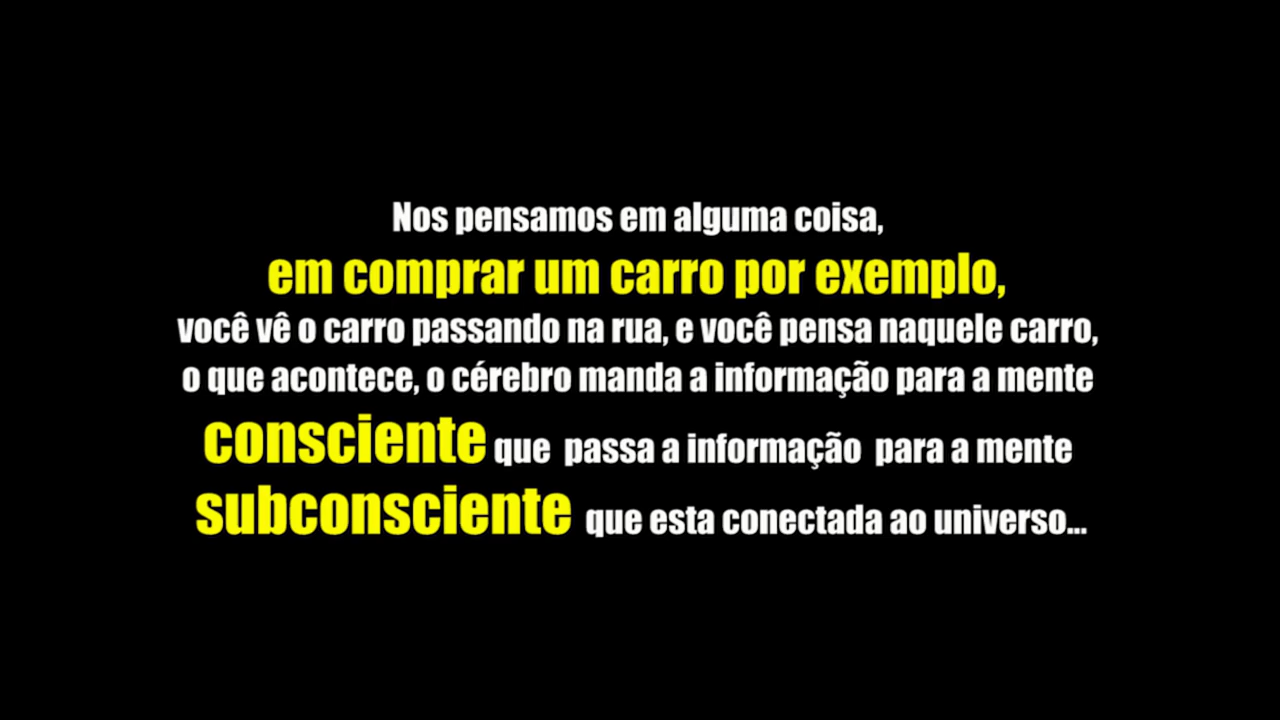 Nos pensamos em alguma coisa,
em comprar um carro por exemplo,
você vê o carro passando na rua, e você pensa naquele carro,
o que acontece, o cérebro manda a informação para a mente
consciente que passa a informação para a mente
subconsciente que esta conectada ao universo...